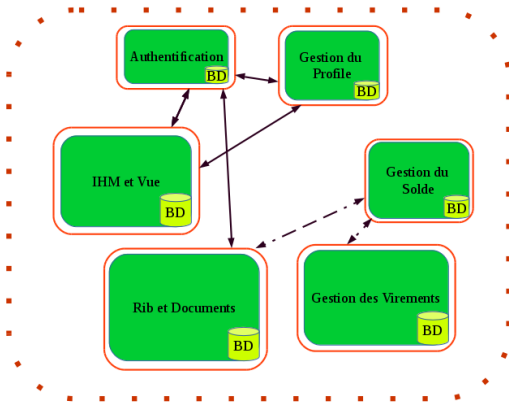 Authentification
BD
Gestion du
Profile
BD
IHM et Vue
BD
Gestion du
Solde
BD
Rib et Documents
BD
Gestion des Virements
BD